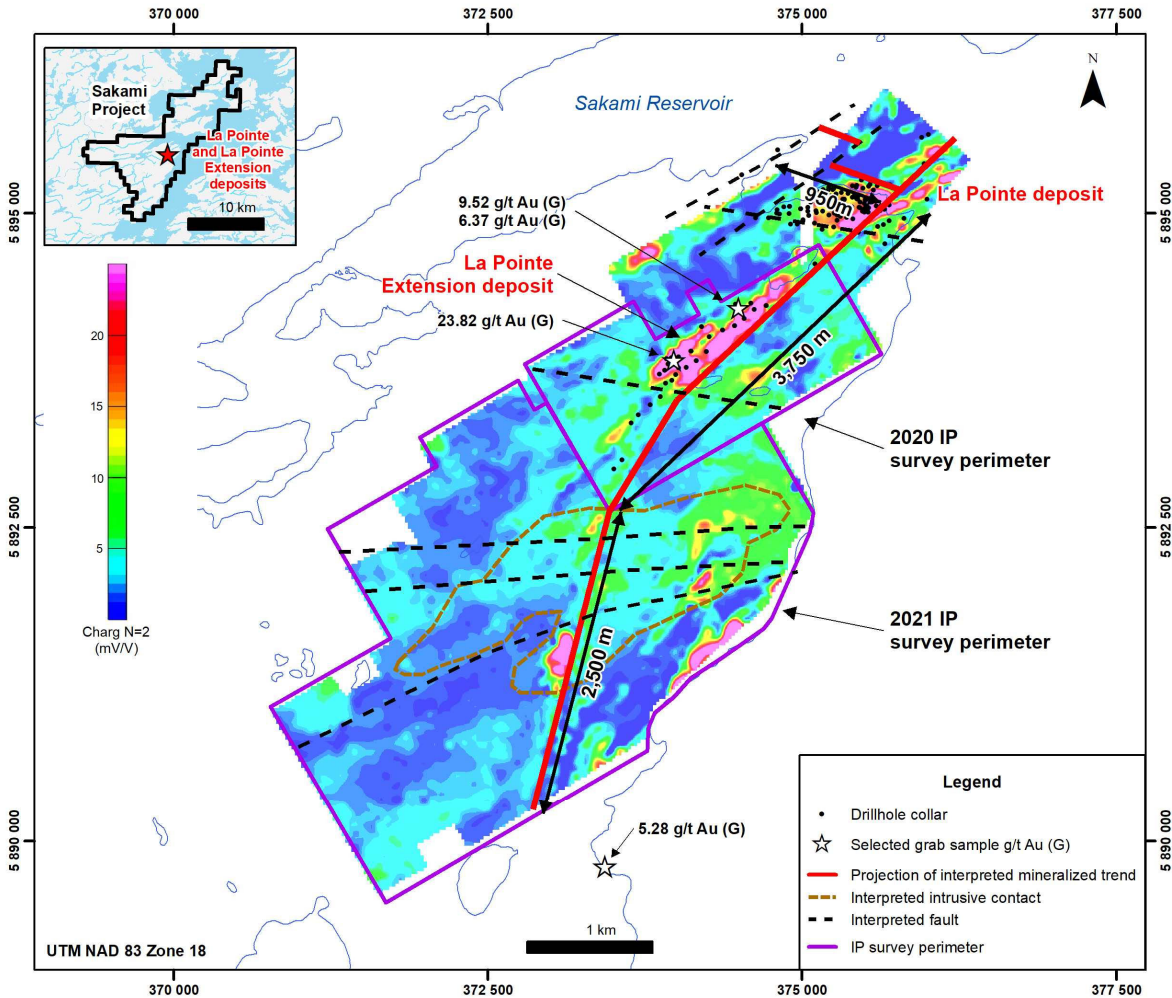 370 000
372 500
375 000
377 500
N
Sakami
Project
La Pointe
and La Pointe
Extension
deposits
10 km
Sakami Reservoir
5 895 000
5 895 000
9.52 g/t Au (G)
6.37 g/t Au (G)
950m
La Pointe deposit
La Pointe
Extension deposit
23.82 g/t Au (G)
3,750 m
20
15
10
5
Charg N=2
(mV/V)
2020 IP
survey perimeter
5 892 500
5 892 500
2021 IP
survey perimeter
2,500 m
5 890 000
5 890 000
5.28 g/t Au (G)
1 km
UTM NAD 83 Zone 18
Legend
Drillhole collar
Selected grab sample g/t Au (G)
Projection of interpreted mineralized trend
Interpreted intrusive contact
Interpreted fault
IP survey perimeter
370 000
372 500
375 000
377 500